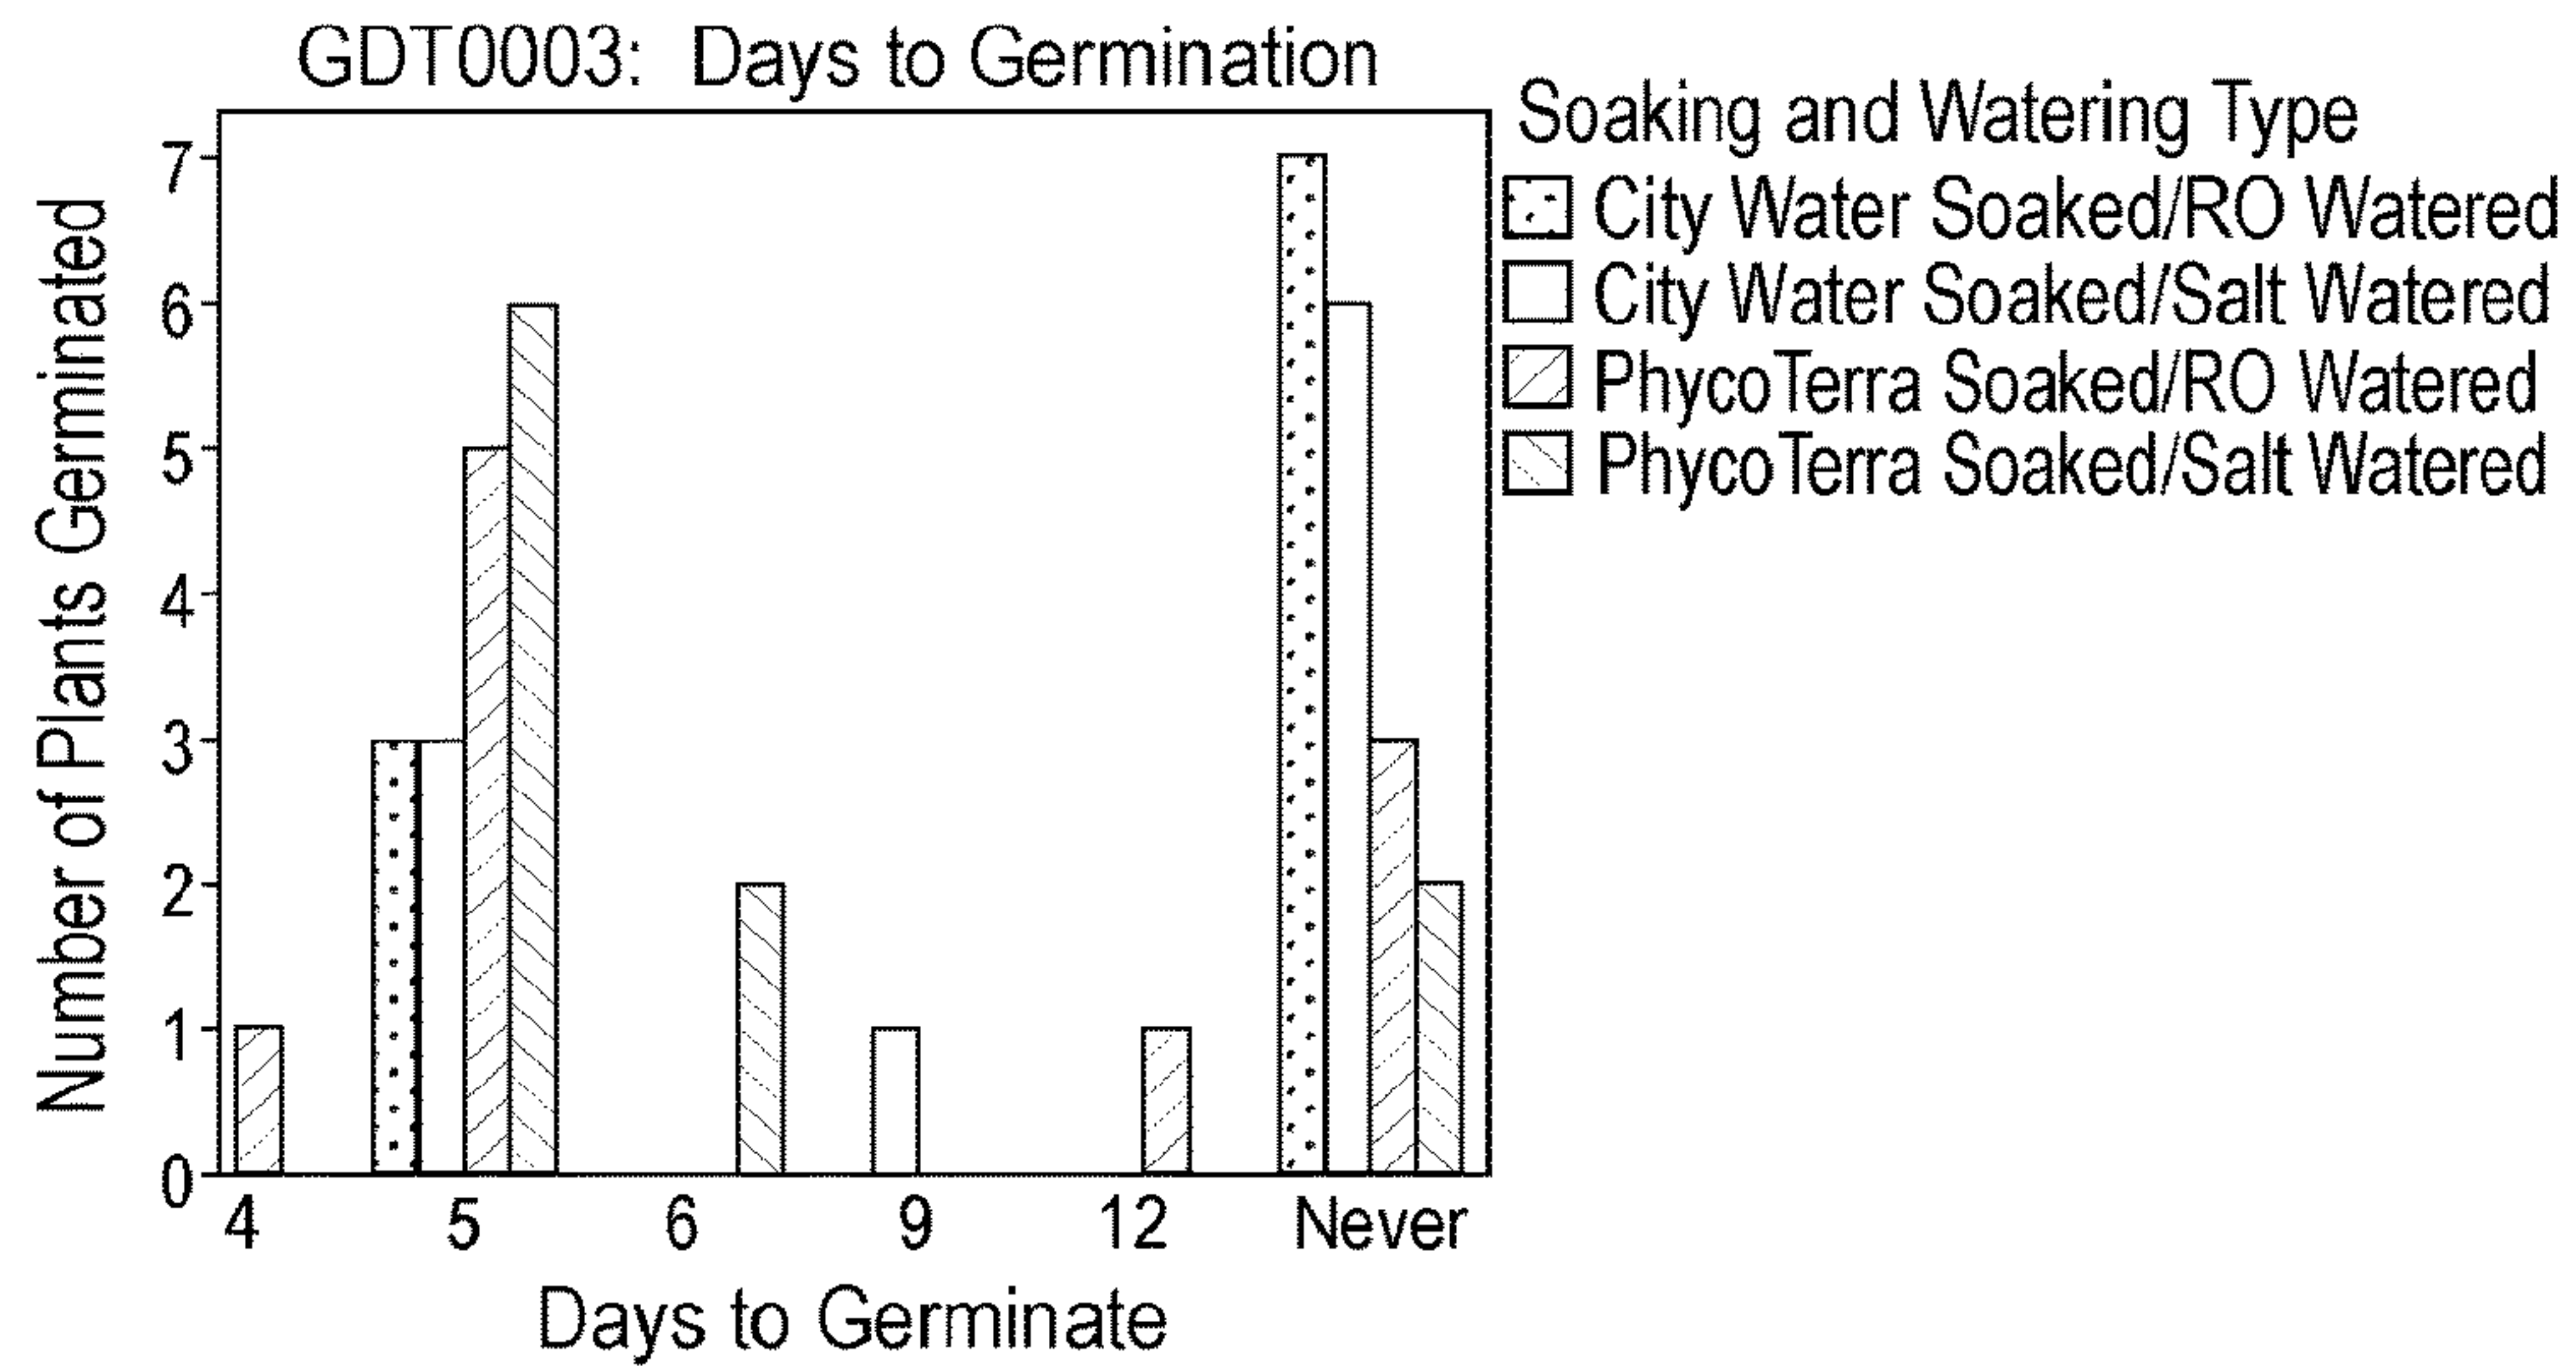 GDT0003: Days to Germination
Number of Plants Germinated
7
6
5
4
3
2
1
0
4 5 6 9 12 Never
Days to Germinate
Soaking and Watering Type
City Water Soaked/RO Watered
City Water Soaked/Salt Watered
PhycoTerra Soaked/RO Watered
PhycoTerra Soaked/Salt Watered